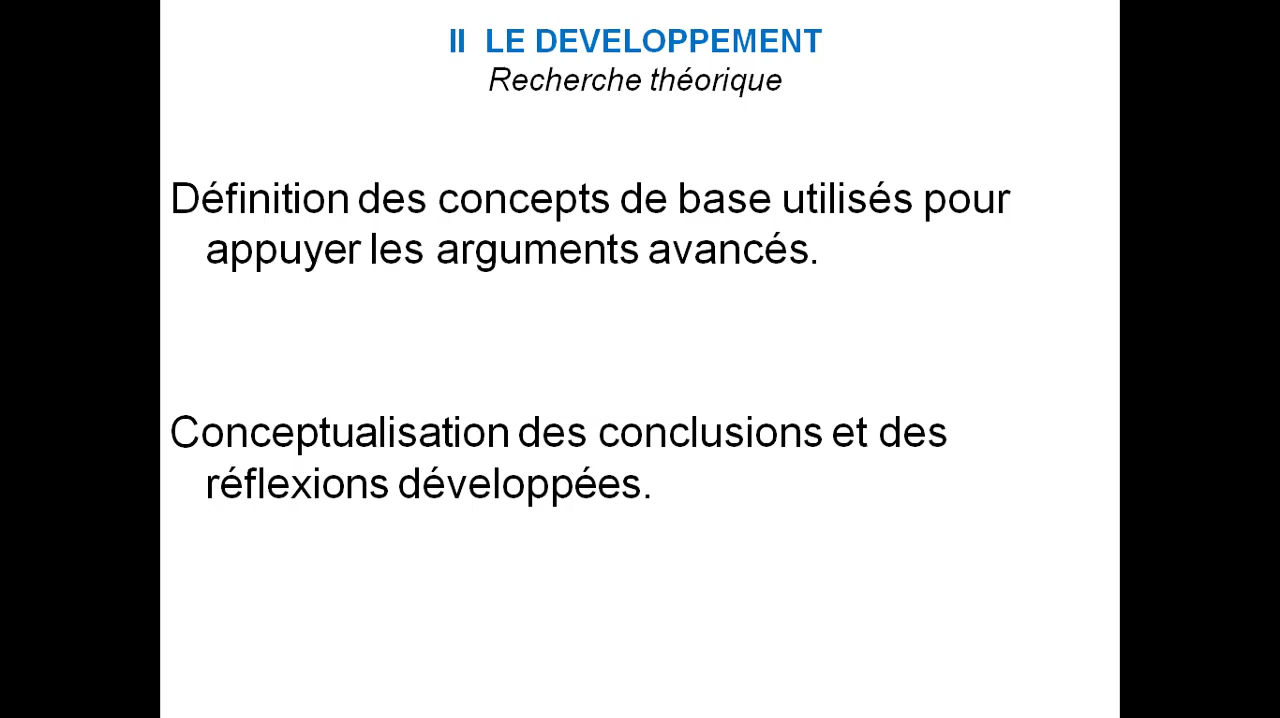 II LE DEVELOPPEMENT
Recherche théorique
Définition des concepts de base utilisés pour
appuyer les arguments avancés.
Conceptualisation des conclusions et des
réflexions développées.